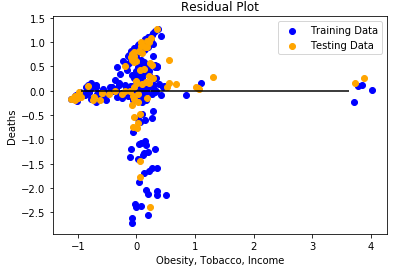 Residual Plot
1.5
1.0
0.5
0.0
−0.5
−1.0
−1.5
−2.0
−2.5
Deaths
Training Data
Testing Data
−1 0 1 2 3 4
Obesity, Tobacco, Income